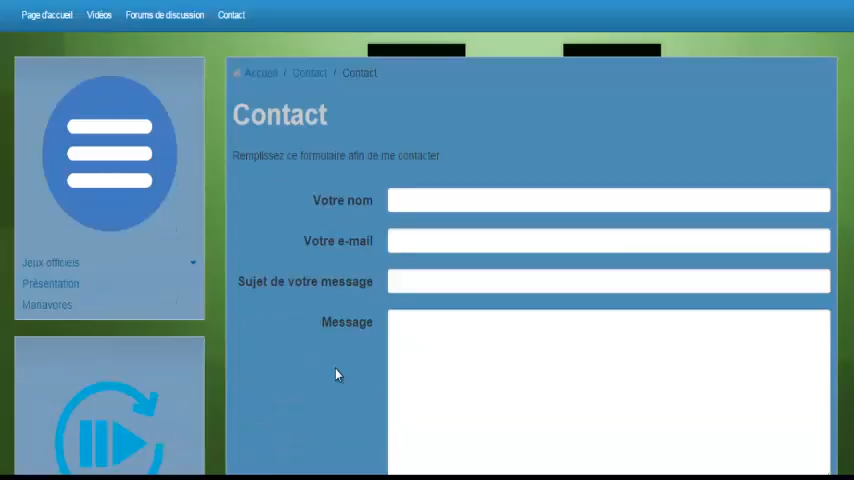 Page d'accueil Vidéos Forums de discussion Contact
Accueil / Contact / Contact
Contact
Remplissez ce formulaire afin de me contacter
Votre nom
Votre e-mail
Sujet de votre message
Message
Jeux officiels
Présentation
Manavores